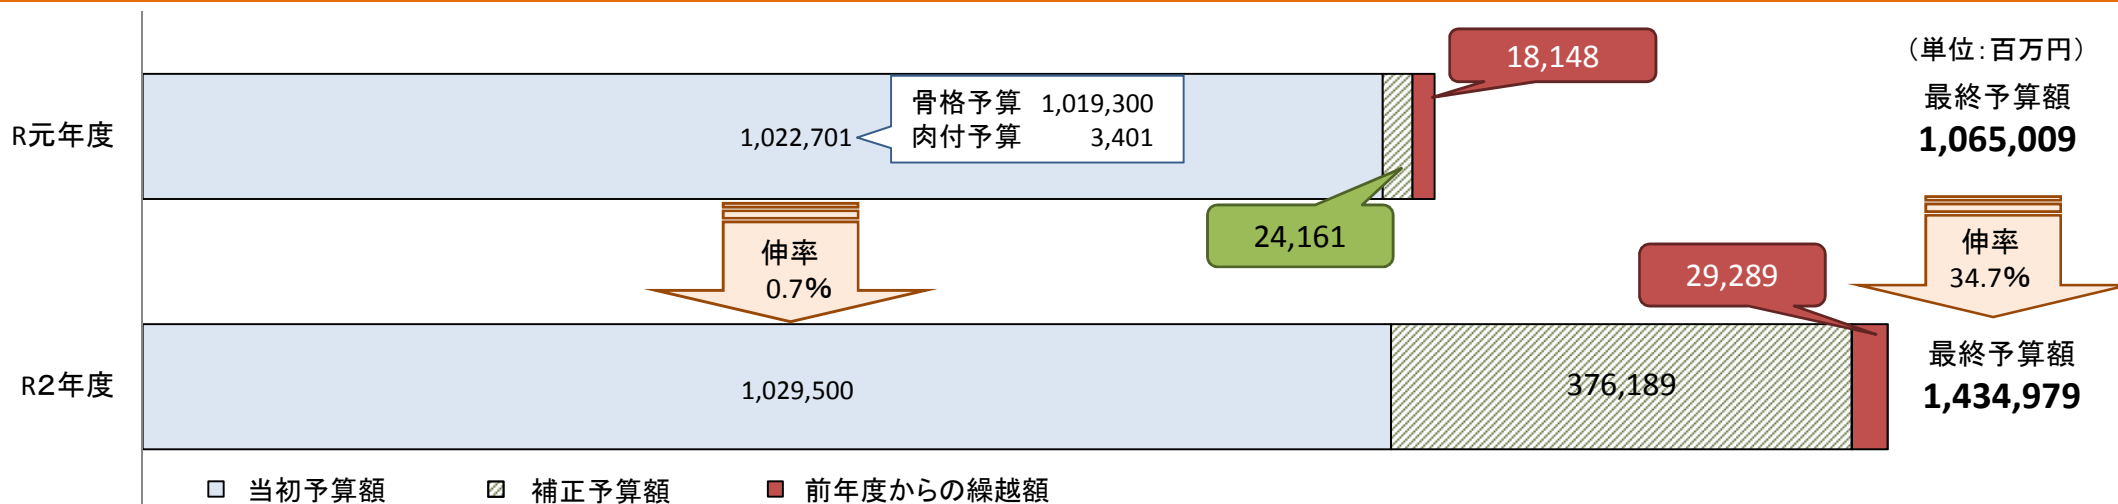 18,148
(単位:百万円)
最終予算額
1,065,009
R元年度
1,022,701
骨格予算 1,019,300
肉付予算 3,401
24,161
伸率
0.7%
伸率
34.7%
29,289
R2年度
1,029,500
376,189
最終予算額
1,434,979
当初予算額 補正予算額 前年度からの繰越額